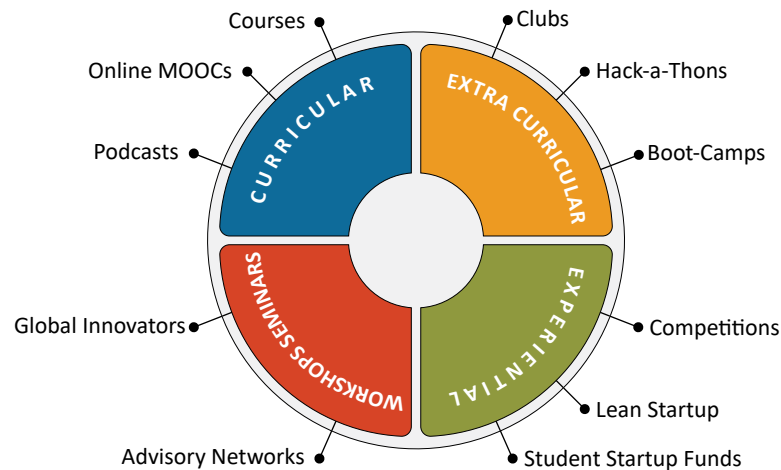 Courses
Online MOOCs
Podcasts
CURRICULAR
Clubs
Hack-a-Thons
Boot-Camps
EXTRA CURRICULAR
Global Innovators
Advisory Networks
WORKSHOPS SEMINARS
Competitions
Lean Startup
Student Startup Funds
EXPERIENTIAL